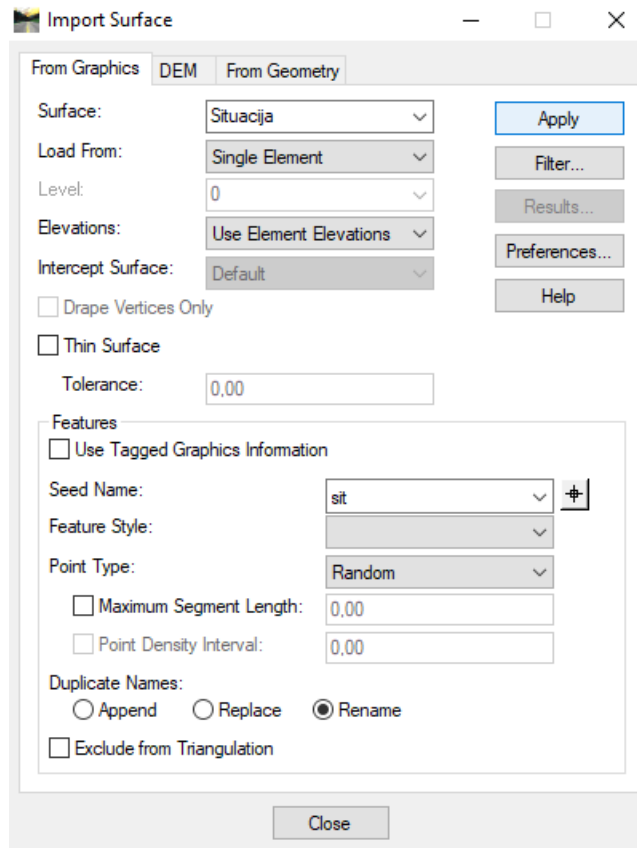 Import Surface
From Graphics DEM From Geometry
Surface: Situacija Apply
Load From: Single Element Filter...
Level: 0 Results...
Elevations: Use Element Elevations Preferences...
Intercept Surface: Default Help
Drape Vertices Only
Thin Surface
Tolerance: 0,00
Features
Use Tagged Graphics Information
Seed Name: sit
Feature Style:
Point Type: Random
Maximum Segment Length: 0,00
Point Density Interval: 0,00
Duplicate Names:
Append Replace Rename
Exclude from Triangulation
Close